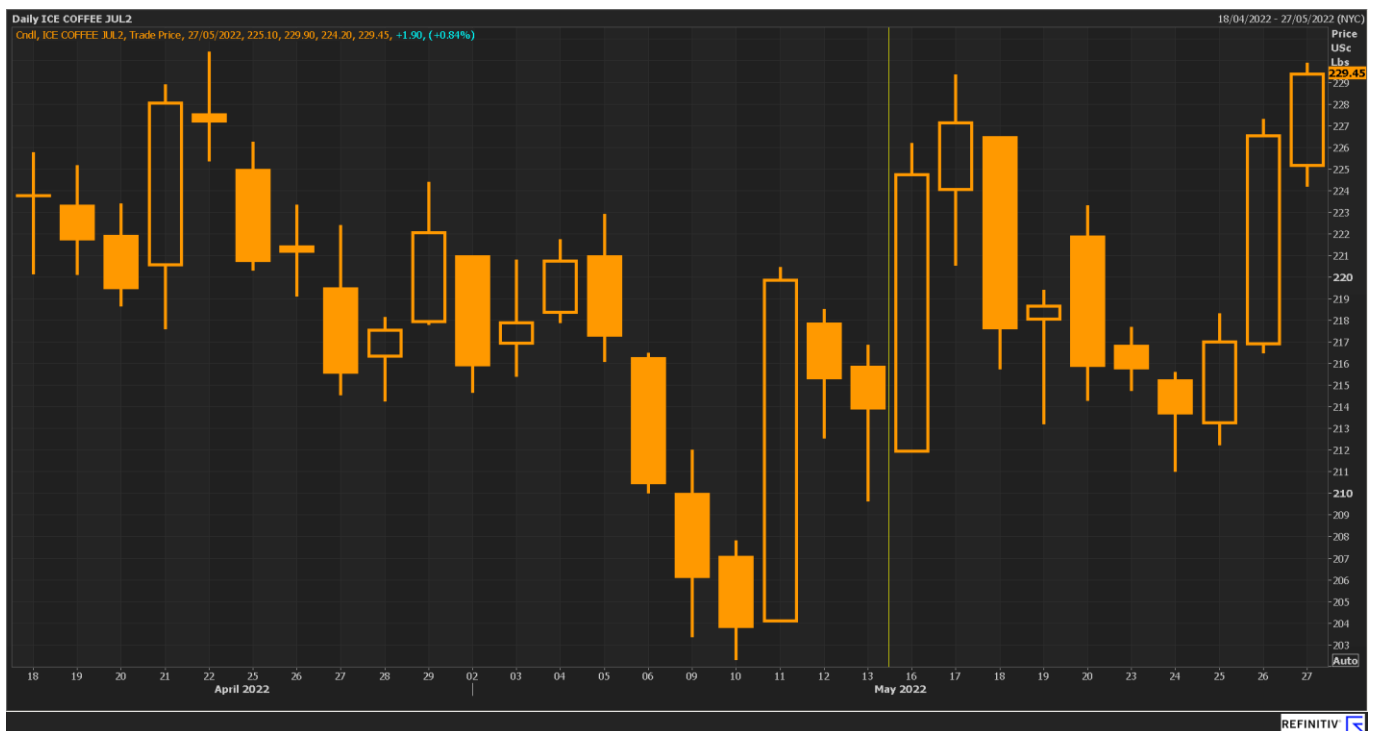 Daily ICE COFFEE JUL2
18/04/2022 - 27/05/2022 (NYC)
Cndl, ICE COFFEE JUL2, Trade Price, 27/05/2022, 225.10, 229.90, 224.20, 229.45, +1.90, (+0.84%)
Price
USc
Lbs
229.45
229
228
227
226
225
224
223
222
221
220
219
218
217
216
215
214
213
212
211
210
209
208
207
206
205
204
203
Auto
18 19 20 21 22 25 26 27 28 29 02 03 04 05 06 09 10 11 12 13 16 17 18 19 20 23 24 25 26 27
April 2022 May 2022
REFINITIV